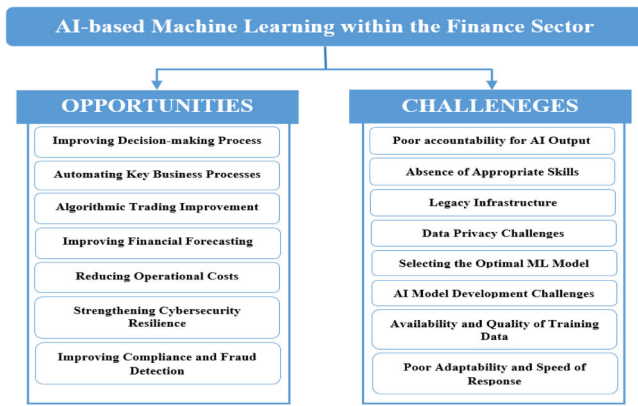 AI-based Machine Learning within the Finance Sector
OPPORTUNITIES
Improving Decision-making Process
Automating Key Business Processes
Algorithmic Trading Improvement
Improving Financial Forecasting
Reducing Operational Costs
Strengthening Cybersecurity
Resilience
Improving Compliance and Fraud
Detection
CHALLENEGES
Poor accountability for AI Output
Absence of Appropriate Skills
Legacy Infrastructure
Data Privacy Challenges
Selecting the Optimal ML Model
AI Model Development Challenges
Availability and Quality of Training
Data
Poor Adaptability and Speed of
Response